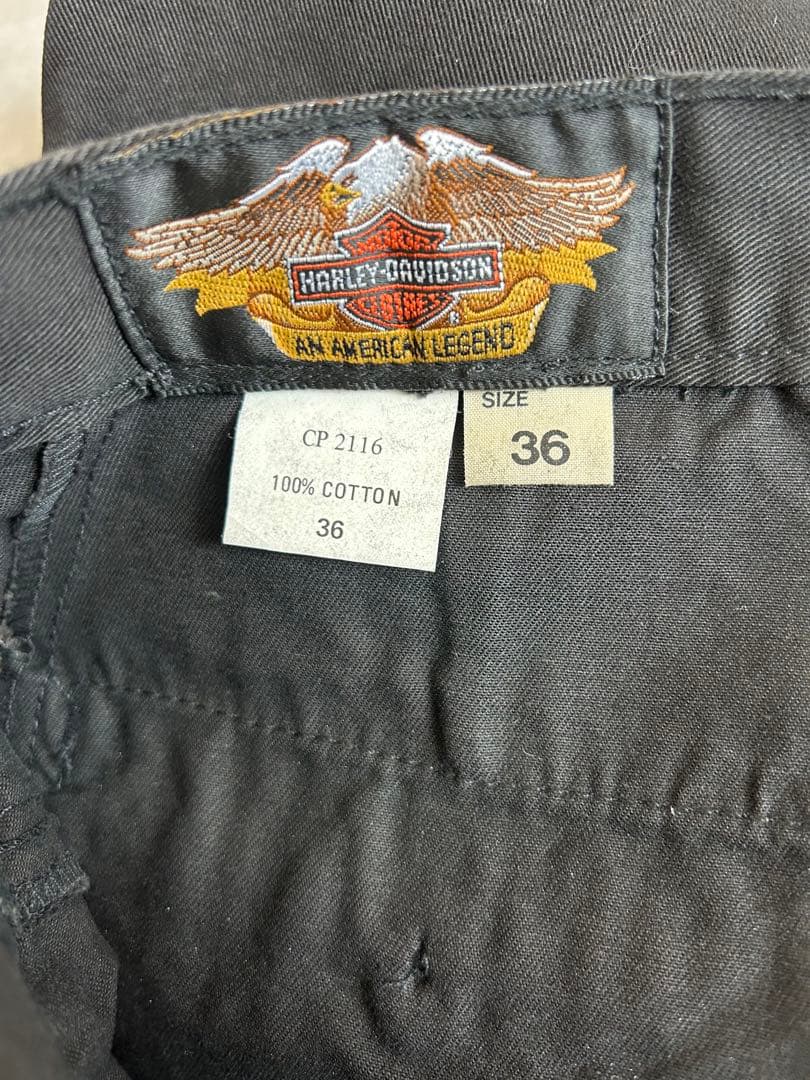 HARLEY-DAVIDSON
®
AN AMERICAN LEGEND
CP 2116
100% COTTON
36
SIZE
36